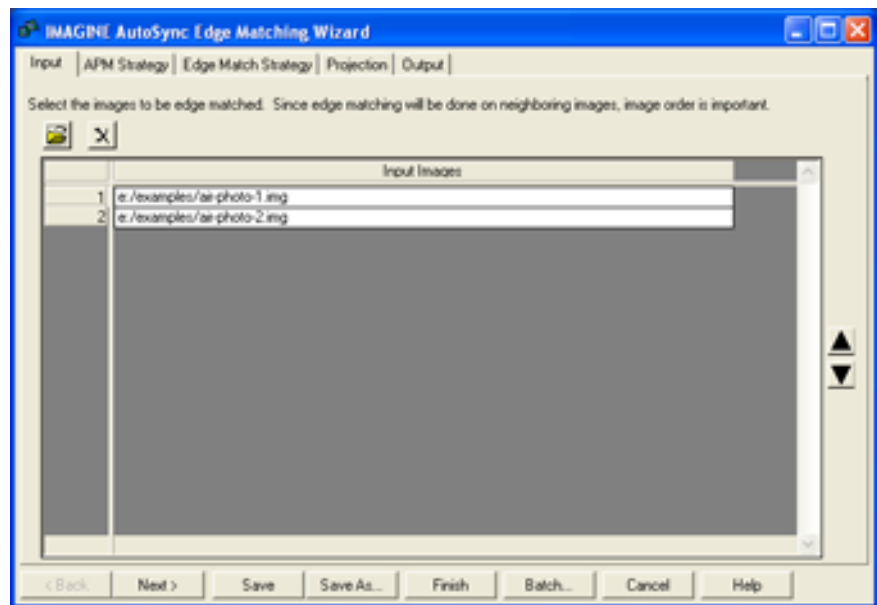 IMAGINE AutoSync Edge Matching Wizard
Input APM Strategy Edge Match Strategy Projection Output
Select the images to be edge matched. Since edge matching will be done on neighboring images, image order is important.
Input Images
1 e:/examples/air-photo-1.img
2 e:/examples/air-photo-2.img
< Back Next > Save Save As... Finish Batch... Cancel Help